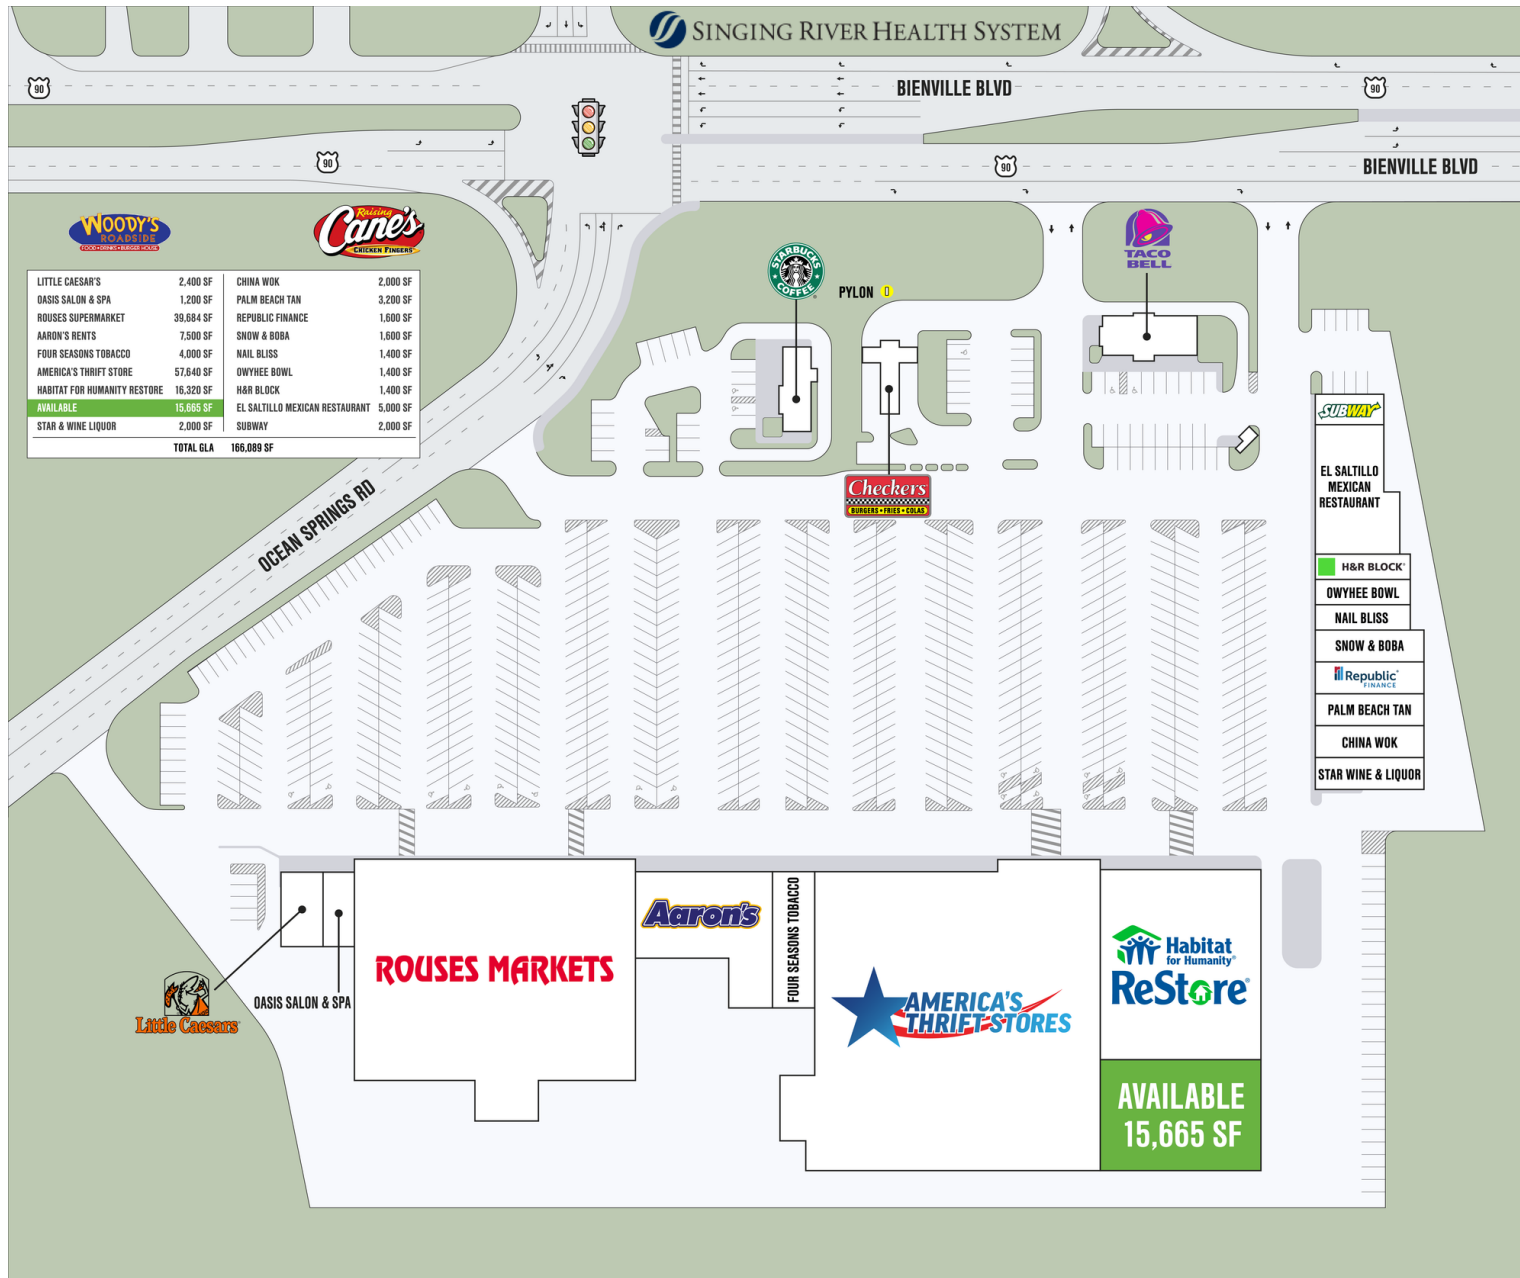 SINGING RIVER HEALTH SYSTEM
90
BIENVILLE BLVD
90
90
90
BIENVILLE BLVD
WOODY'S
ROADSIDE
FOOD • DRINKS • BURGER HOUSE
Raising
Cane's
CHICKEN FINGERS
STARBUCKS
COFFEE
PYLON
TACO
BELL
LITTLE CAESAR'S 2,400 SF CHINA WOK 2,000 SF
OASIS SALON & SPA 1,200 SF PALM BEACH TAN 3,200 SF
ROUSES SUPERMARKET 39,684 SF REPUBLIC FINANCE 1,600 SF
AARON'S RENTS 7,500 SF SNOW & BOBA 1,600 SF
FOUR SEASONS TOBACCO 4,000 SF NAIL BLISS 1,400 SF
AMERICA'S THRIFT STORE 57,640 SF OWYHEE BOWL 1,400 SF
HABITAT FOR HUMANITY RESTORE 16,320 SF H&R BLOCK 1,400 SF
AVAILABLE 15,665 SF EL SALTILLO MEXICAN RESTAURANT 5,000 SF
STAR & WINE LIQUOR 2,000 SF SUBWAY 2,000 SF
TOTAL GLA 166,089 SF
OCEAN SPRINGS RD
Checkers
BURGERS • FRIES • COLAS
SUBWAY
EL SALTILLO
MEXICAN
RESTAURANT
H&R BLOCK
OWYHEE BOWL
NAIL BLISS
SNOW & BOBA
Republic
FINANCE
PALM BEACH TAN
CHINA WOK
STAR WINE & LIQUOR
Little Caesars
OASIS SALON & SPA
ROUSES MARKETS
Aaron's
FOUR SEASONS TOBACCO
AMERICA'S
THRIFT STORES
Habitat
for Humanity®
ReStore
AVAILABLE
15,665 SF